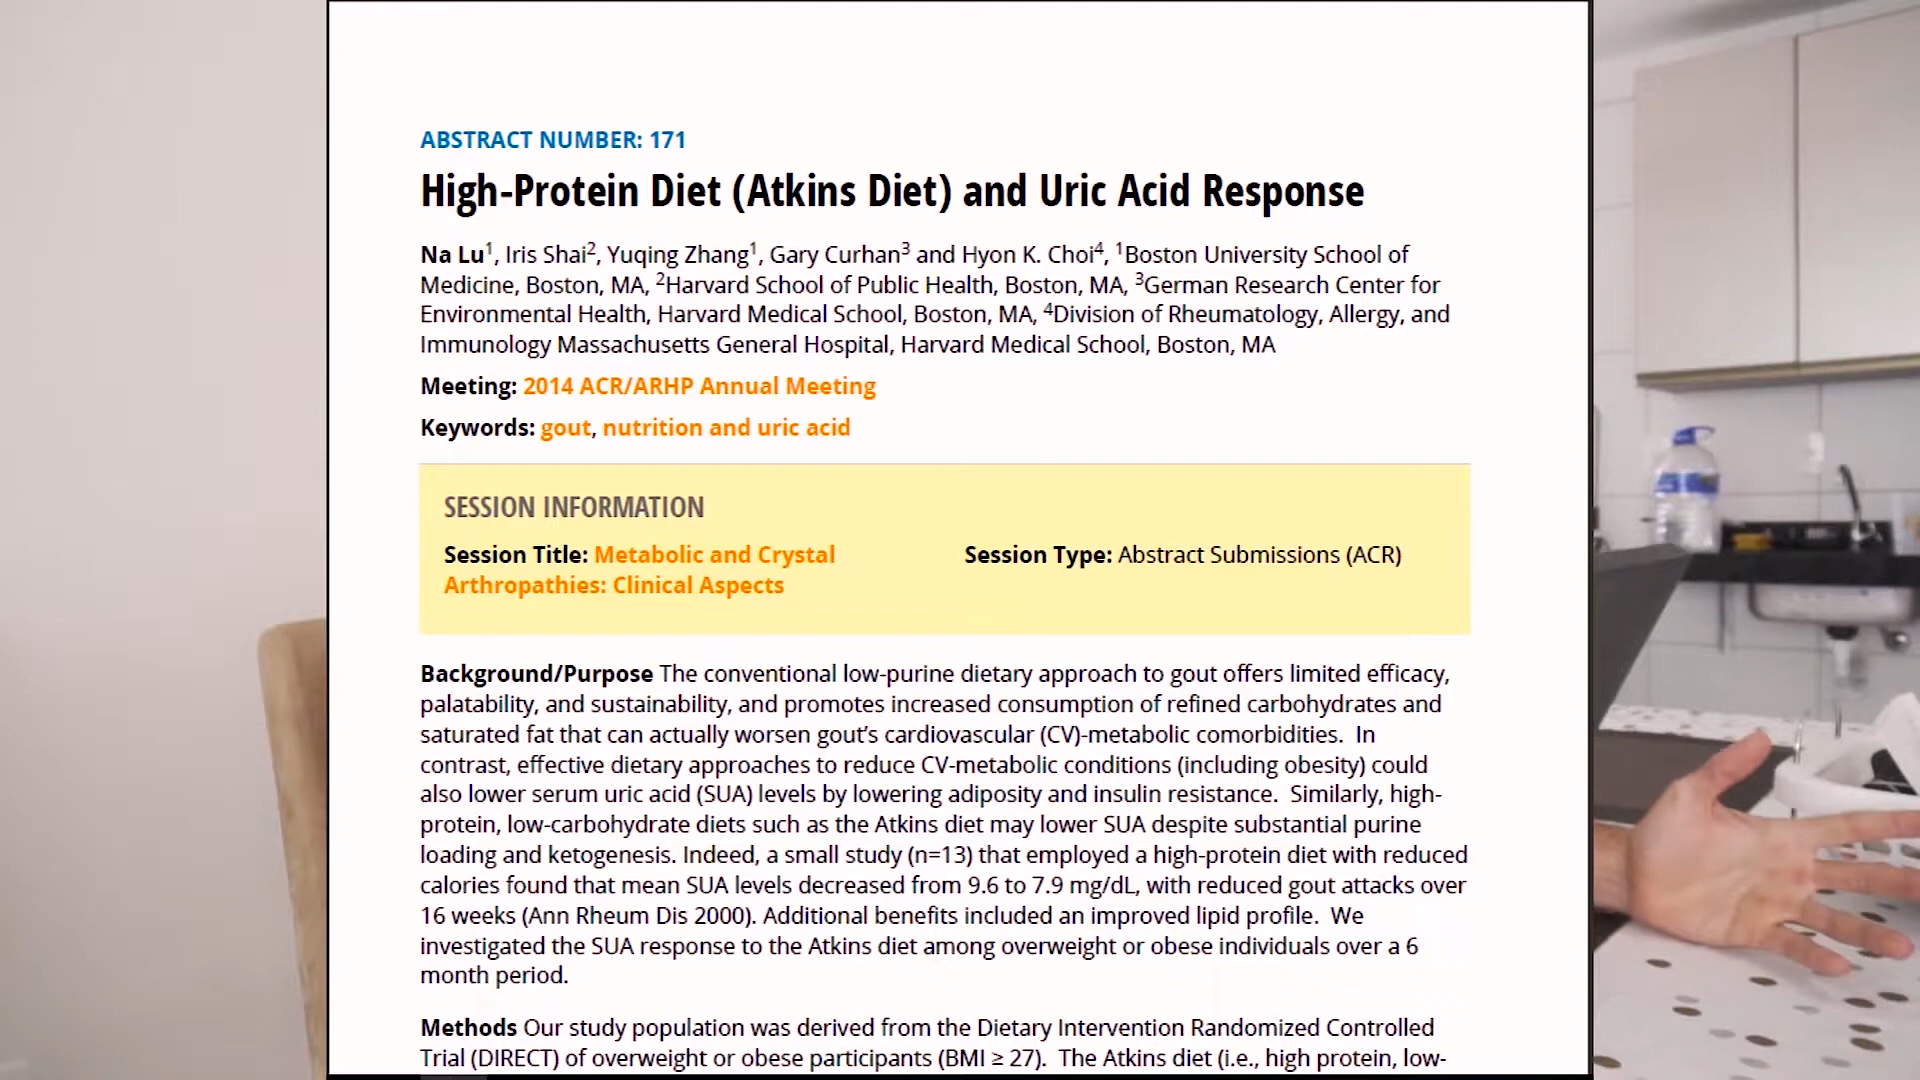 ABSTRACT NUMBER: 171
High-Protein Diet (Atkins Diet) and Uric Acid Response
Na Lu1, Iris Shai2, Yuqing Zhang1, Gary Curhan3 and Hyon K. Choi4, 1Boston University School of
Medicine, Boston, MA, 2Harvard School of Public Health, Boston, MA, 3German Research Center for
Environmental Health, Harvard Medical School, Boston, MA, 4Division of Rheumatology, Allergy, and
Immunology Massachusetts General Hospital, Harvard Medical School, Boston, MA
Meeting: 2014 ACR/ARHP Annual Meeting
Keywords: gout, nutrition and uric acid
SESSION INFORMATION
Session Title: Metabolic and Crystal
Arthropathies: Clinical Aspects
Session Type: Abstract Submissions (ACR)
Background/Purpose The conventional low-purine dietary approach to gout offers limited efficacy,
palatability, and sustainability, and promotes increased consumption of refined carbohydrates and
saturated fat that can actually worsen gout's cardiovascular (CV)-metabolic comorbidities.  In
contrast, effective dietary approaches to reduce CV-metabolic conditions (including obesity) could
also lower serum uric acid (SUA) levels by lowering adiposity and insulin resistance.  Similarly, high-
protein, low-carbohydrate diets such as the Atkins diet may lower SUA despite substantial purine
loading and ketogenesis. Indeed, a small study (n=13) that employed a high-protein diet with reduced
calories found that mean SUA levels decreased from 9.6 to 7.9 mg/dL, with reduced gout attacks over
16 weeks (Ann Rheum Dis 2000). Additional benefits included an improved lipid profile.  We
investigated the SUA response to the Atkins diet among overweight or obese individuals over a 6
month period.
Methods Our study population was derived from the Dietary Intervention Randomized Controlled
Trial (DIRECT) of overweight or obese participants (BMI ≥ 27).  The Atkins diet (i.e., high protein, low-